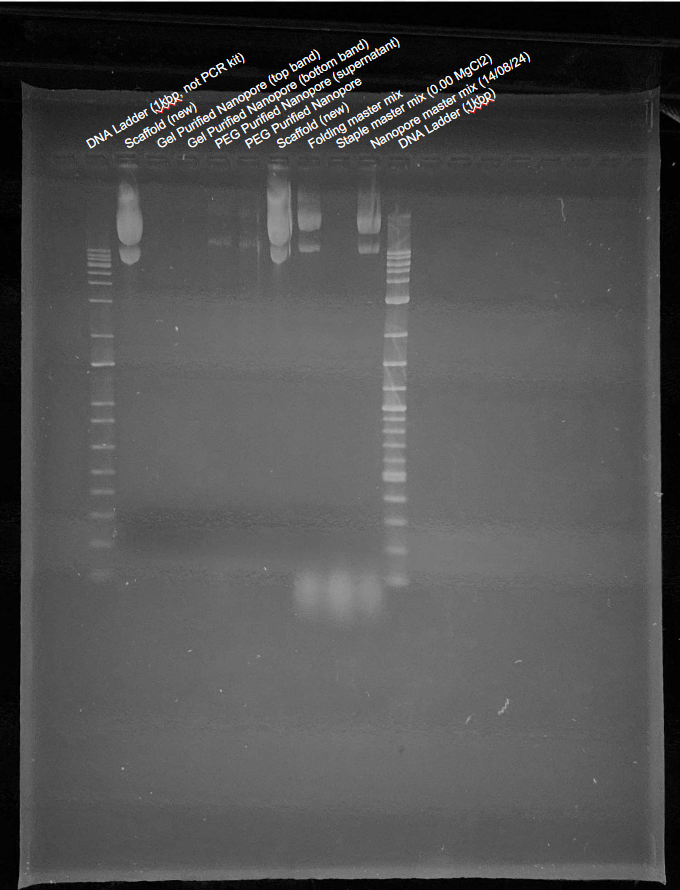 DNA Ladder (1kbp, not PCR kit)
Scaffold (new)
Gel Purified Nanopore (top band)
Gel Purified Nanopore (bottom band)
PEG Purified Nanopore (supernatant)
PEG Purified Nanopore
Scaffold (new)
Folding master mix
Staple master mix (0.00 MgCl2)
Nanopore master mix (14/08/24)
DNA Ladder (1kbp)